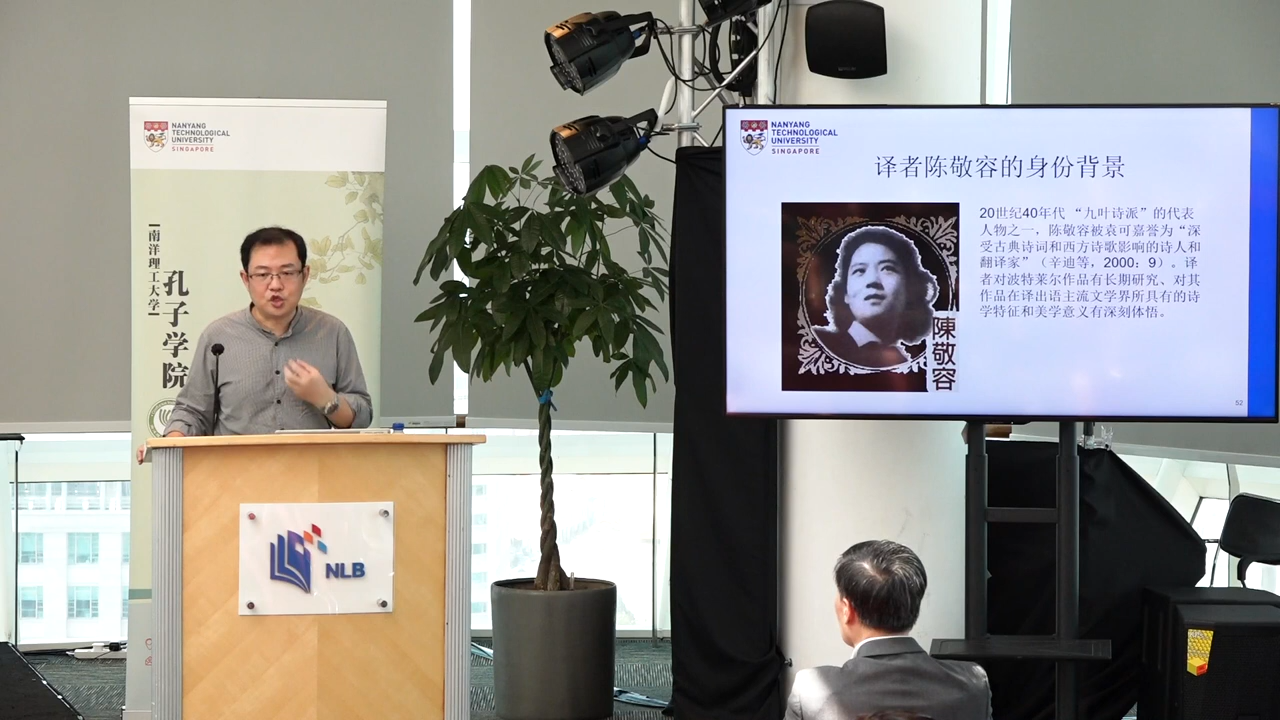 NANYANG
TECHNOLOGICAL
UNIVERSITY
SINGAPORE
南洋理工大学
孔子学院
NLB
NANYANG
TECHNOLOGICAL
UNIVERSITY
SINGAPORE
译者陈敬容的身份背景
20世纪40年代 “九叶诗派”的代表
人物之一，陈敬容被袁可嘉誉为“深
受古典诗词和西方诗歌影响的诗人和
翻译家”（辛迪等，2000：9）。译
者对波特莱尔作品有长期研究、对其
作品在译出语主流文学界所具有的诗
学特征和美学意义有深刻体悟。
陳敬容
52